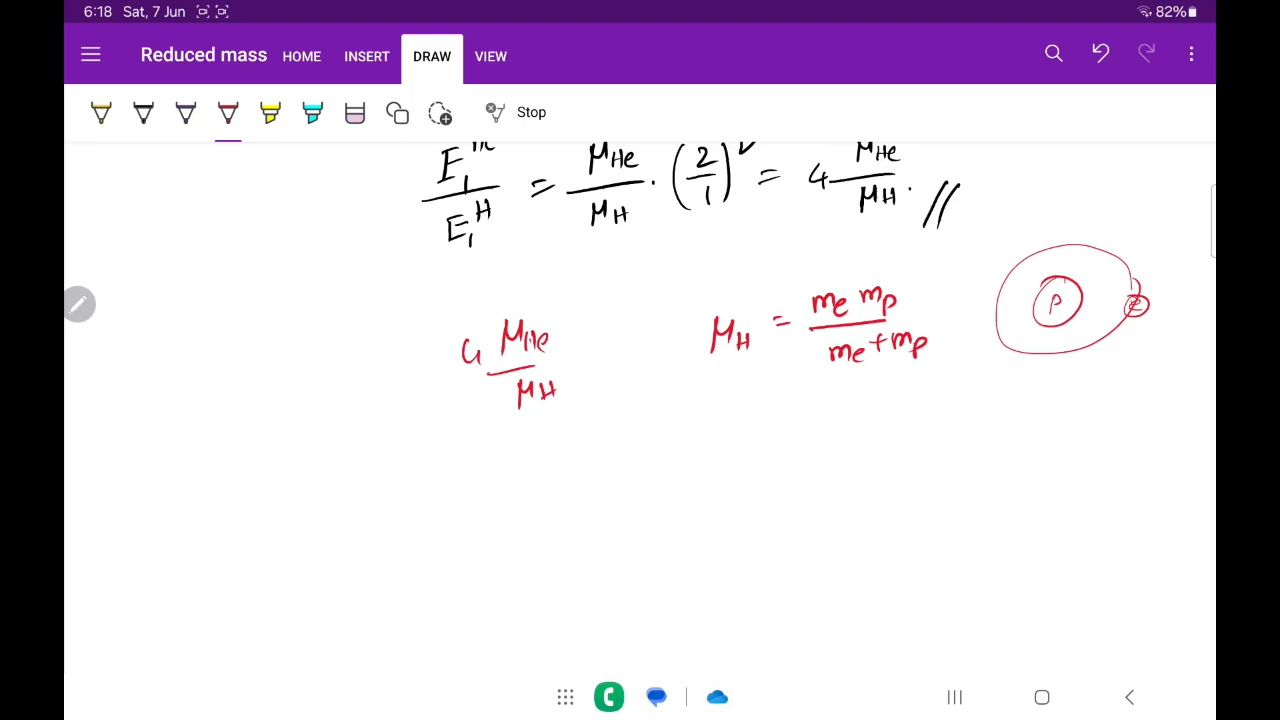 6:18 Sat, 7 Jun 82%
Reduced mass HOME INSERT DRAW VIEW
Stop
E₁^He / E₁^H = μHe / μH · (2/1)² = 4 μHe / μH · //
4 μHe / μH
μH = me mp / me + mp
P e